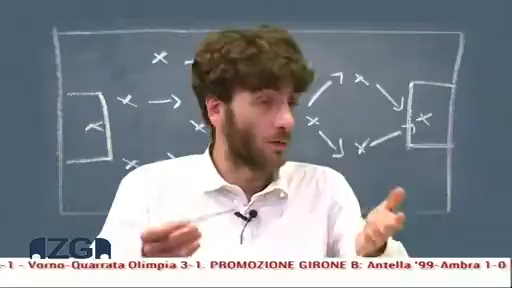 ZG
-1 - Vorno-Quarrata Olimpia 3-1. PROMOZIONE GIRONE B: Antella '99-Ambra 1-0